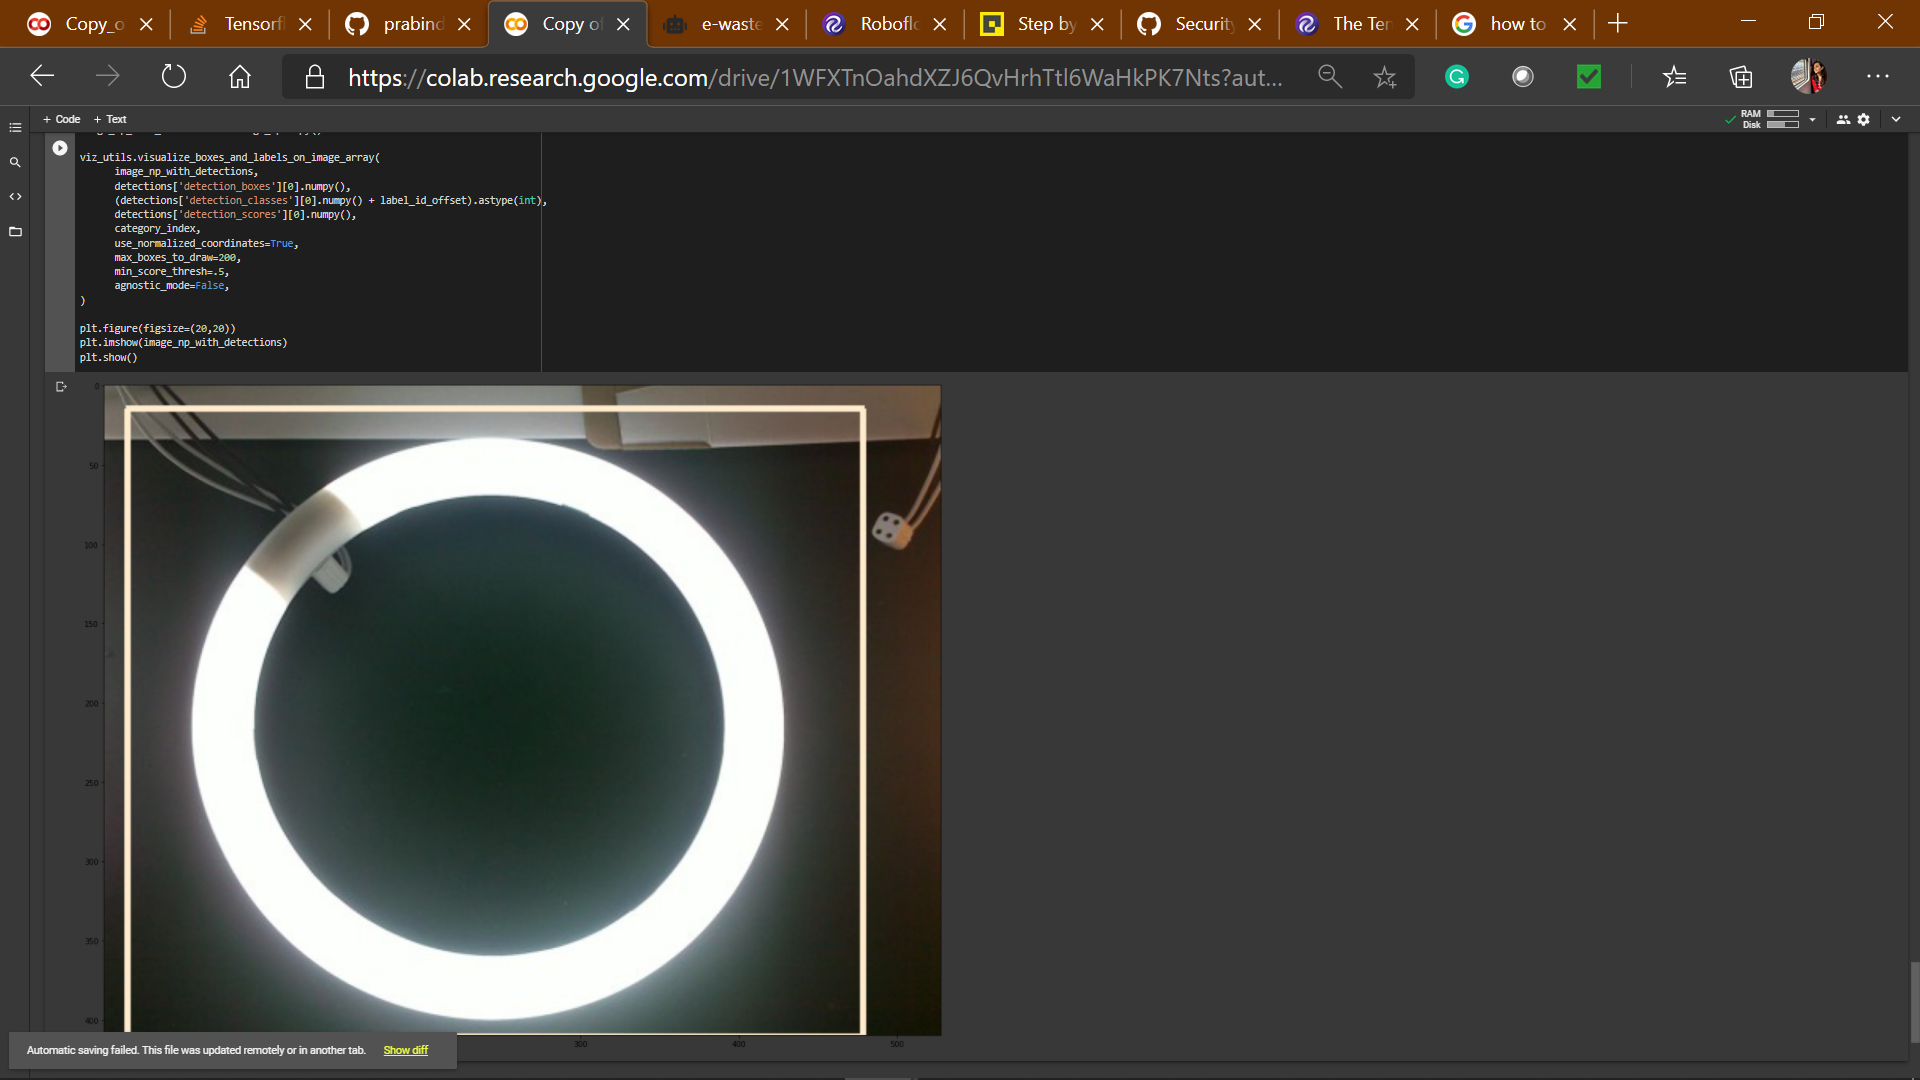 Copy_o
Tensorfl
prabind
Copy of
e-waste
Roboflo
Step by
Security
The Ten
how to
https://colab.research.google.com/drive/1WFXTnOahdXZJ6QvHrhTtl6WaHkPK7Nts?aut...
+ Code + Text
RAM
Disk
viz_utils.visualize_boxes_and_labels_on_image_array(
image_np_with_detections,
detections['detection_boxes'][0].numpy(),
(detections['detection_classes'][0].numpy() + label_id_offset).astype(int),
detections['detection_scores'][0].numpy(),
category_index,
use_normalized_coordinates=True,
max_boxes_to_draw=200,
min_score_thresh=.5,
agnostic_mode=False,
)
plt.figure(figsize=(20,20))
plt.imshow(image_np_with_detections)
plt.show()
0
50
100
150
200
250
300
350
400
300 400 500
Automatic saving failed. This file was updated remotely or in another tab. Show diff